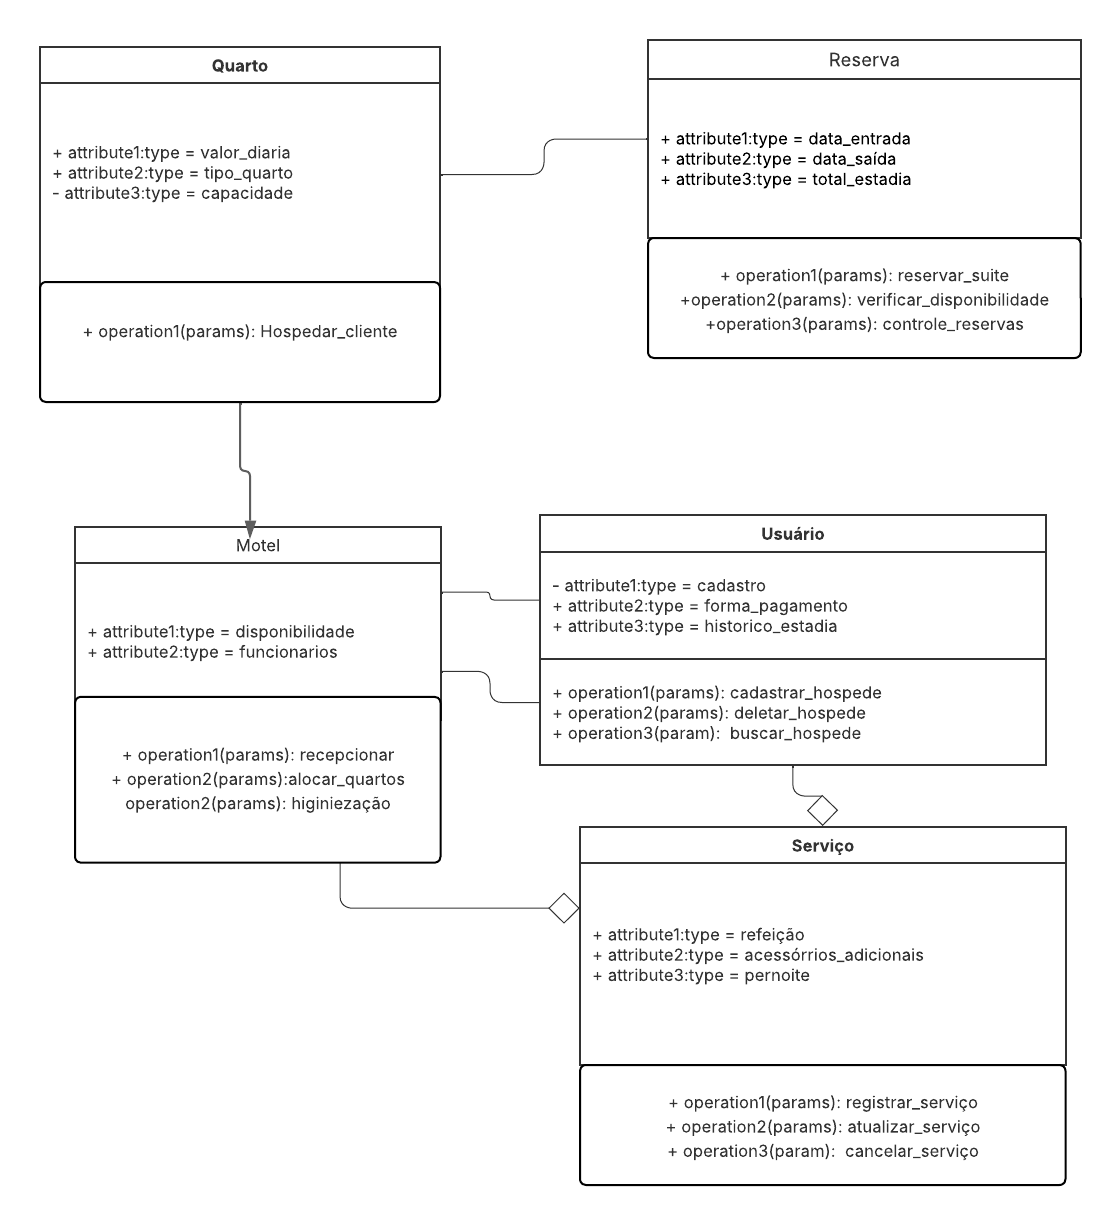 Quarto
+ attribute1:type = valor_diaria
+ attribute2:type = tipo_quarto
- attribute3:type = capacidade
+ operation1(params): Hospedar_cliente
Reserva
+ attribute1:type = data_entrada
+ attribute2:type = data_saída
+ attribute3:type = total_estadia
+ operation1(params): reservar_suite
+operation2(params): verificar_disponibilidade
+operation3(params): controle_reservas
Motel
+ attribute1:type = disponibilidade
+ attribute2:type = funcionarios
+ operation1(params): recepcionar
+ operation2(params):alocar_quartos
operation2(params): higiniezação
Usuário
- attribute1:type = cadastro
+ attribute2:type = forma_pagamento
+ attribute3:type = historico_estadia
+ operation1(params): cadastrar_hospede
+ operation2(params): deletar_hospede
+ operation3(param):  buscar_hospede
Serviço
+ attribute1:type = refeição
+ attribute2:type = acessórrios_adicionais
+ attribute3:type = pernoite
+ operation1(params): registrar_serviço
+ operation2(params): atualizar_serviço
+ operation3(param):  cancelar_serviço